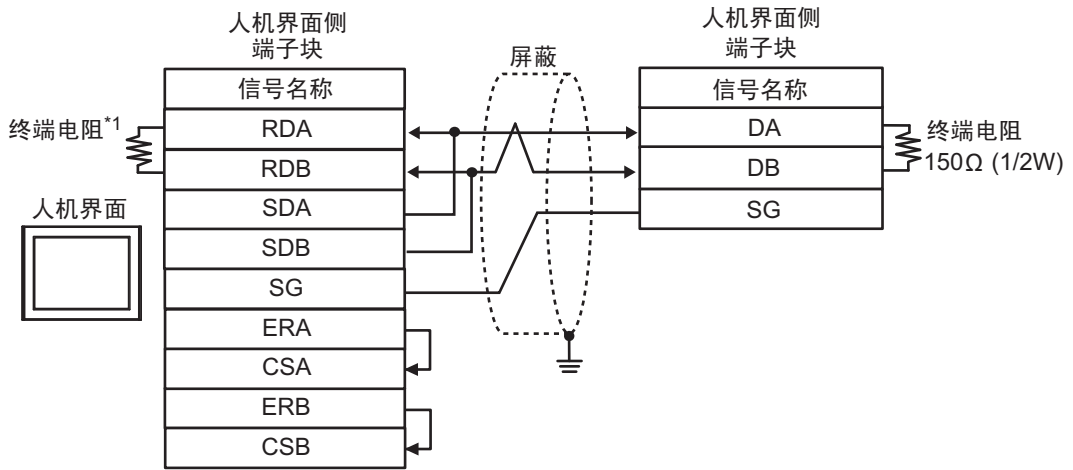 人机界面侧
端子块
信号名称
终端电阻*1
RDA
RDB
人机界面
SDA
SDB
SG
ERA
CSA
ERB
CSB
屏蔽
人机界面侧
端子块
信号名称
DA
DB
SG
终端电阻
150Ω (1/2W)